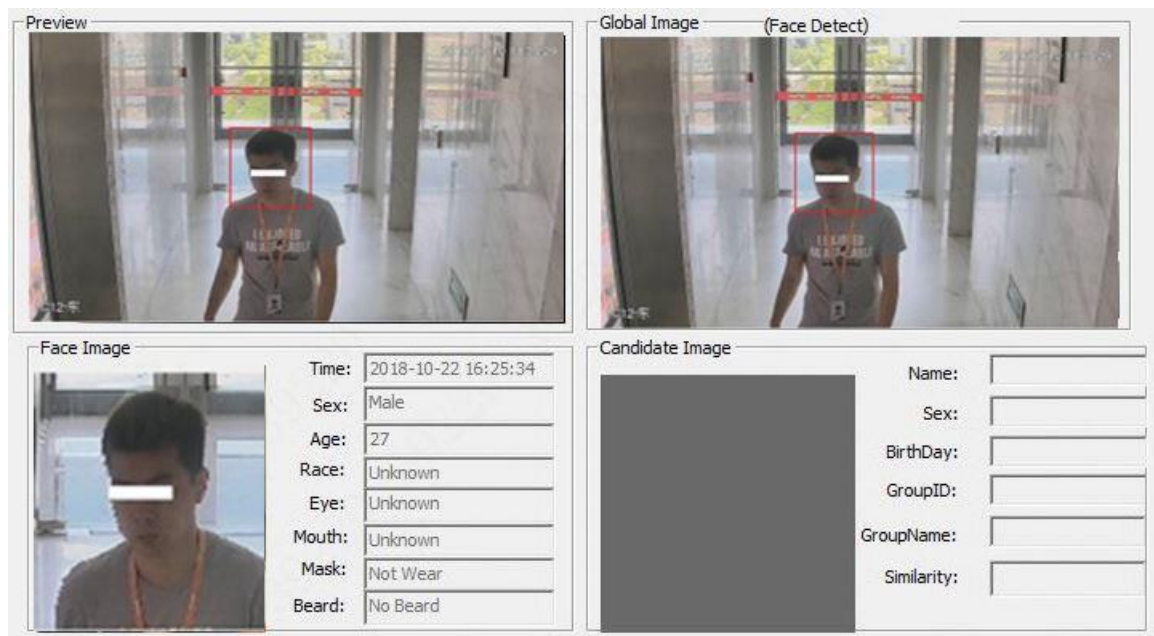 Preview
Global Image
(Face Detect)
Face Image
Time: 2018-10-22 16:25:34
Sex: Male
Age: 27
Race: Unknown
Eye: Unknown
Mouth: Unknown
Mask: Not Wear
Beard: No Beard
Candidate Image
Name:
Sex:
BirthDay:
GroupID:
GroupName:
Similarity: